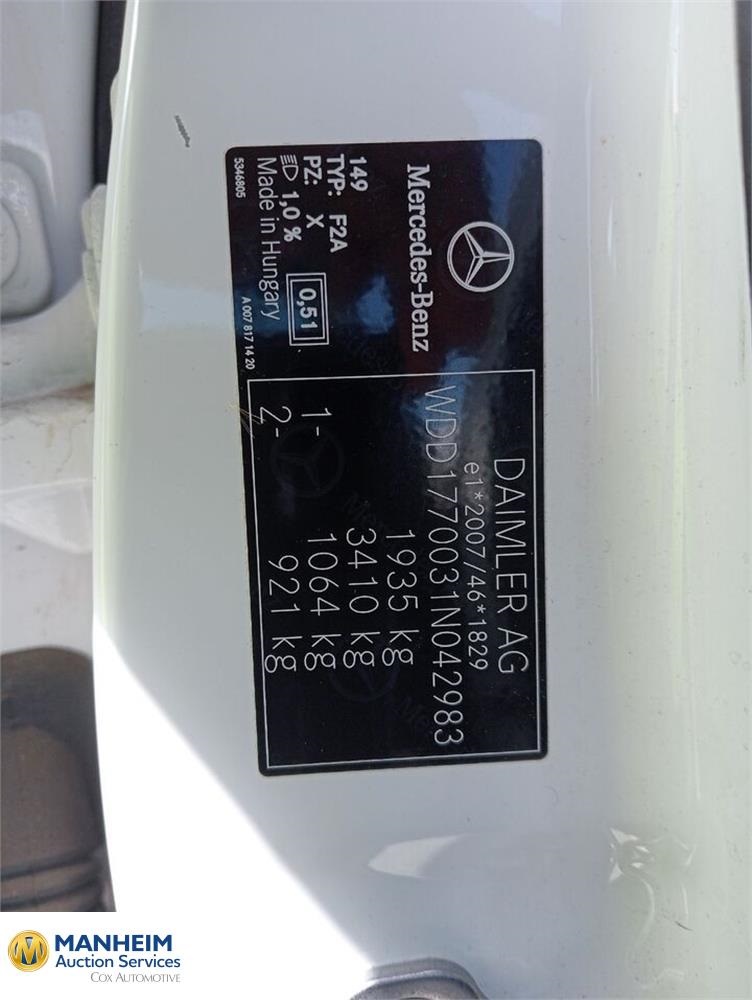 Mercedes-Benz
149
TYP: F2A
PZ: X
1,0 %
0,51
Made in Hungary
5346805
A 007 817 14 20
DAIMLER AG
e1*2007/46*1829
WDD1770031N042983
1935 kg
3410 kg
1- 1064 kg
2- 921 kg
MANHEIM
Auction Services
COX AUTOMOTIVE